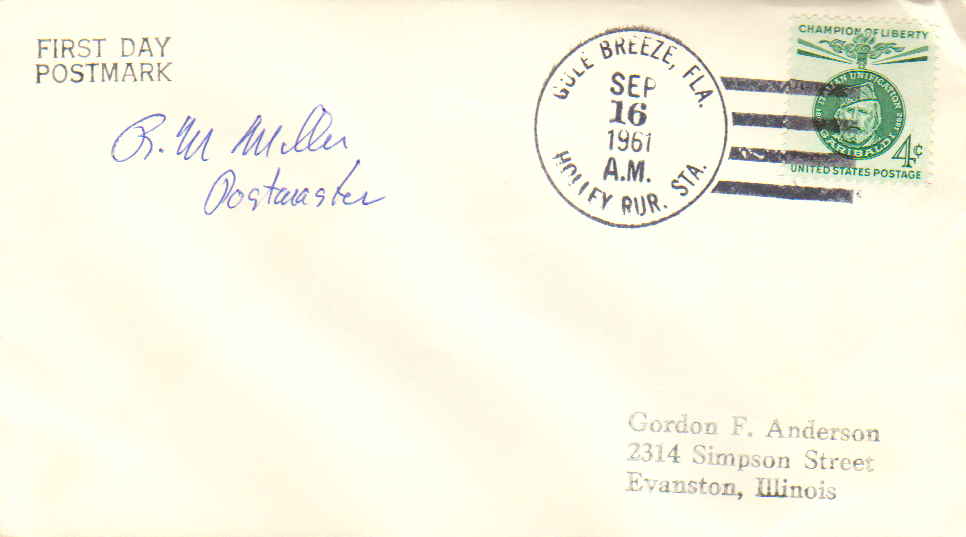 FIRST DAY
POSTMARK
R. M Miller
Postmaster
GULF BREEZE, FLA.
SEP
16
1961
A.M.
HOLLEY RUR. STA.
CHAMPION OF LIBERTY
ITALIAN UNIFICATION
GARIBALDI
4¢
UNITED STATES POSTAGE
Gordon F. Anderson
2314 Simpson Street
Evanston, Illinois